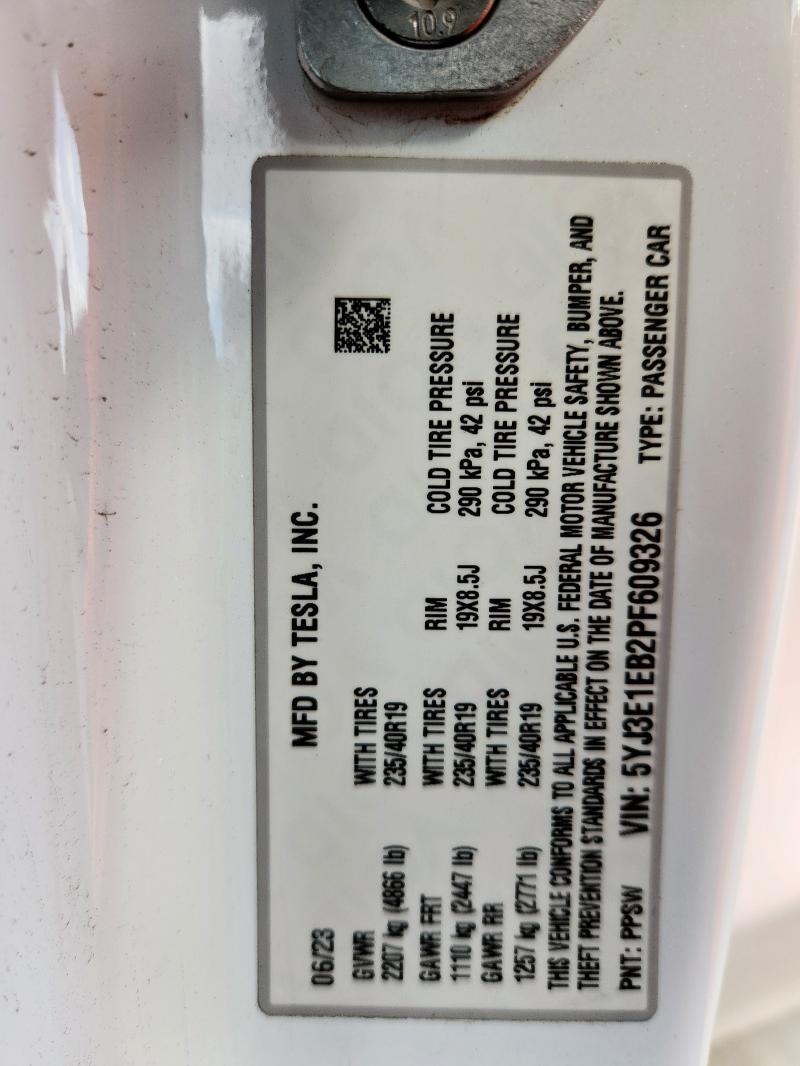 10.9
MFD BY TESLA, INC.
06/23
GVWR WITH TIRES
2207 kg (4866 lb) 235/40R19
GAWR FRT WITH TIRES RIM COLD TIRE PRESSURE
1110 kg (2447 lb) 235/40R19 19X8.5J 290 kPa, 42 psi
GAWR RR WITH TIRES RIM COLD TIRE PRESSURE
1257 kg (2771 lb) 235/40R19 19X8.5J 290 kPa, 42 psi
THIS VEHICLE CONFORMS TO ALL APPLICABLE U.S. FEDERAL MOTOR VEHICLE SAFETY, BUMPER, AND
THEFT PREVENTION STANDARDS IN EFFECT ON THE DATE OF MANUFACTURE SHOWN ABOVE.
PNT: PPSW VIN: 5YJ3E1EB2PF609326 TYPE: PASSENGER CAR